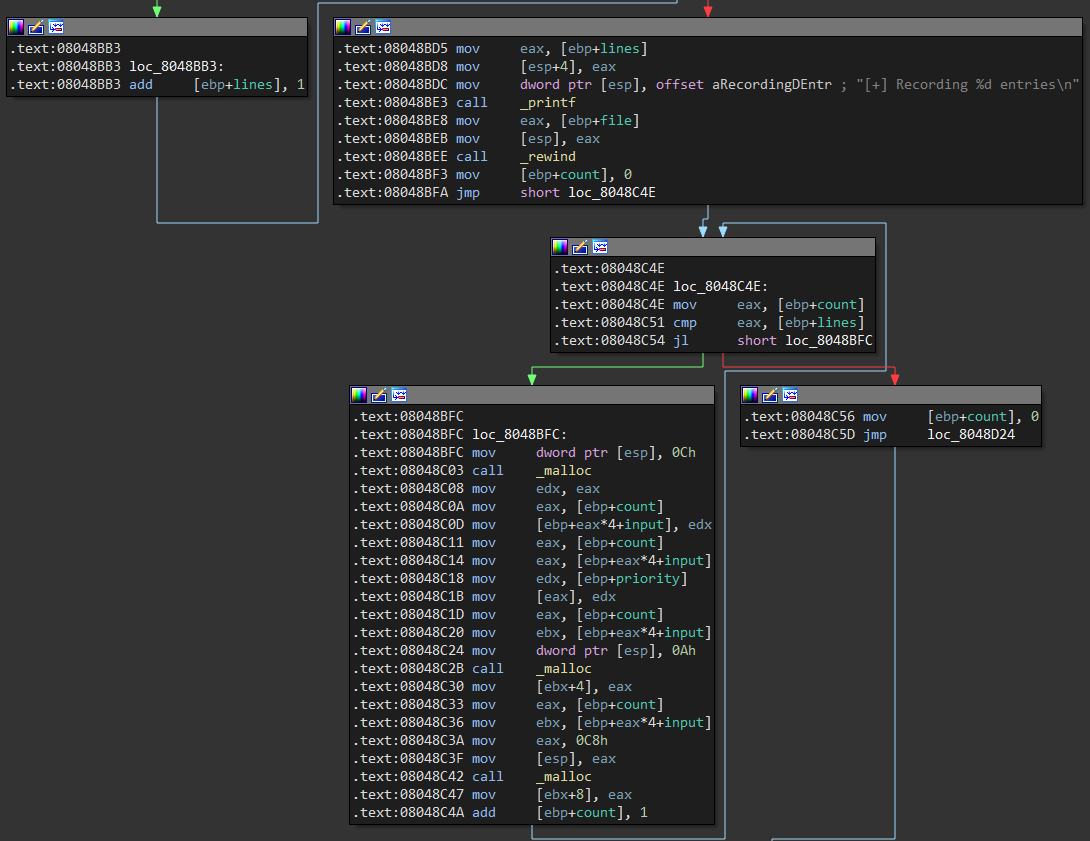 .text:08048BB3
.text:08048BB3 loc_8048BB3:
.text:08048BB3 add [ebp+lines], 1
.text:08048BD5 mov eax, [ebp+lines]
.text:08048BD8 mov [esp+4], eax
.text:08048BDC mov dword ptr [esp], offset aRecordingDEntr ; "[+] Recording %d entries\n"
.text:08048BE3 call _printf
.text:08048BE8 mov eax, [ebp+file]
.text:08048BEB mov [esp], eax
.text:08048BEE call _rewind
.text:08048BF3 mov [ebp+count], 0
.text:08048BFA jmp short loc_8048C4E
.text:08048C4E
.text:08048C4E loc_8048C4E:
.text:08048C4E mov eax, [ebp+count]
.text:08048C51 cmp eax, [ebp+lines]
.text:08048C54 jl short loc_8048BFC
.text:08048BFC
.text:08048BFC loc_8048BFC:
.text:08048BFC mov dword ptr [esp], 0Ch
.text:08048C03 call _malloc
.text:08048C08 mov edx, eax
.text:08048C0A mov eax, [ebp+count]
.text:08048C0D mov [ebp+eax*4+input], edx
.text:08048C11 mov eax, [ebp+count]
.text:08048C14 mov eax, [ebp+eax*4+input]
.text:08048C18 mov edx, [ebp+priority]
.text:08048C1B mov [eax], edx
.text:08048C1D mov eax, [ebp+count]
.text:08048C20 mov ebx, [ebp+eax*4+input]
.text:08048C24 mov dword ptr [esp], 0Ah
.text:08048C2B call _malloc
.text:08048C30 mov [ebx+4], eax
.text:08048C33 mov eax, [ebp+count]
.text:08048C36 mov ebx, [ebp+eax*4+input]
.text:08048C3A mov eax, 0C8h
.text:08048C3F mov [esp], eax
.text:08048C42 call _malloc
.text:08048C47 mov [ebx+8], eax
.text:08048C4A add [ebp+count], 1
.text:08048C56 mov [ebp+count], 0
.text:08048C5D jmp loc_8048D24